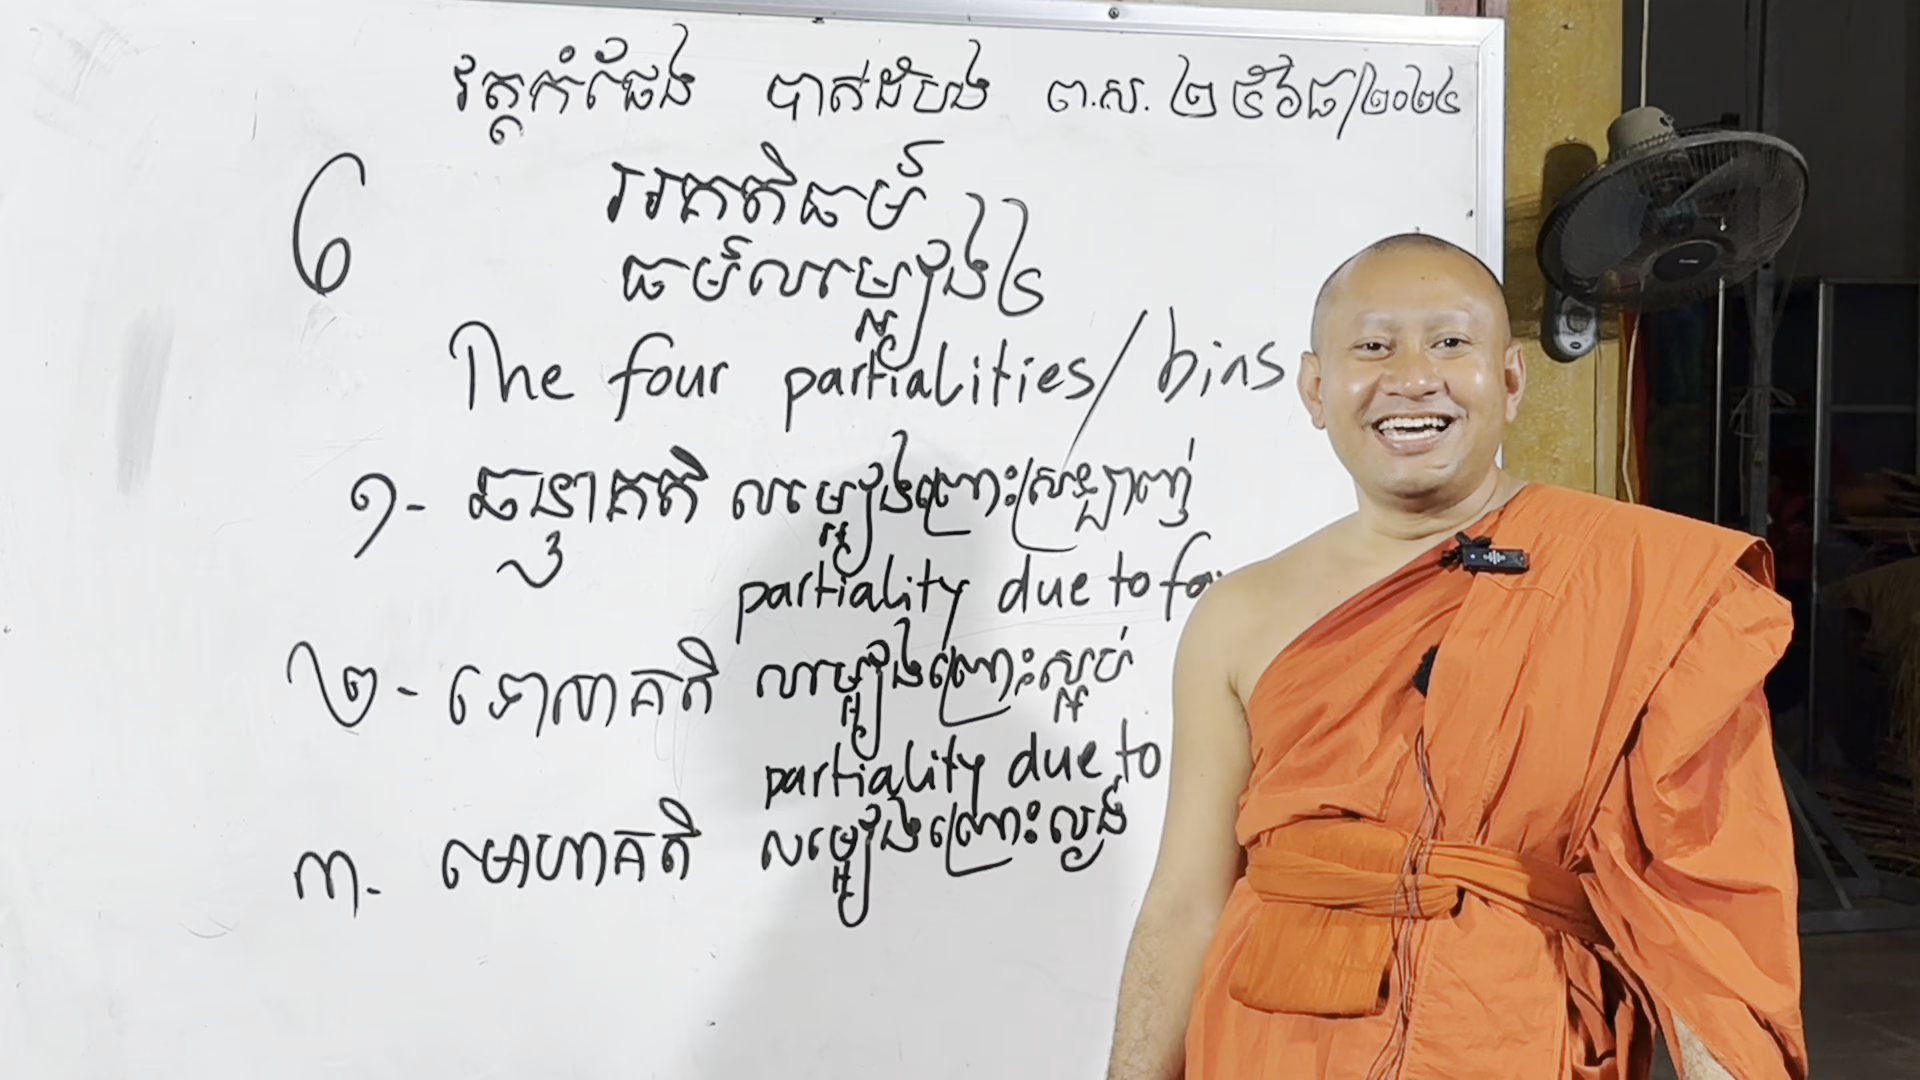 វត្តកំផែង បាត់ដំបង ព.ស. ២៥៦៨/២០២៤
៦
អគតិធម៌
ធម៌លម្អៀង៤
The four partialities/bias
១- ឆន្ទាគតិ លម្អៀងព្រោះស្រឡាញ់
partiality due to
២- ទោសាគតិ លម្អៀងព្រោះស្អប់
partiality due to
៣- មោហាគតិ លម្អៀងព្រោះល្ងង់